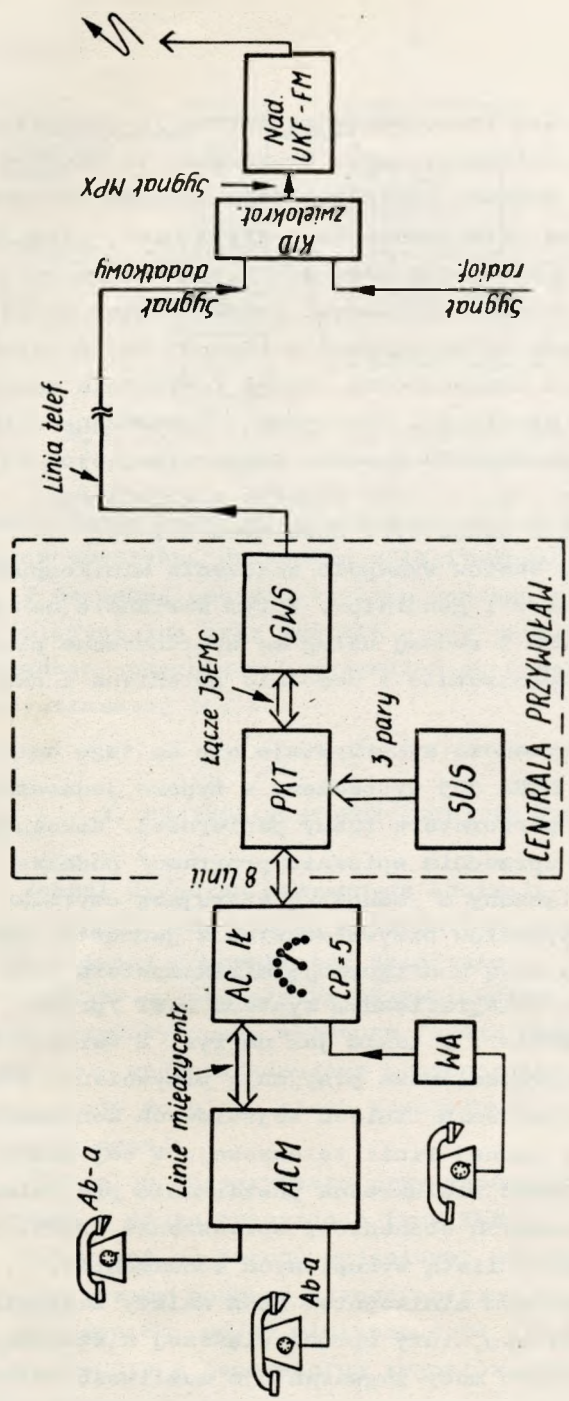 Ab-a
Ab-a
ACM
Linie międzycentr.
AC IŁ
CP=5
WA
8 linii
PKT
Łącze JSEMC
GWS
SUS
3 pary
CENTRALA PRZYWOŁAW.
Linia telef.
Sygnał
dodatkowy
Sygnał
radiof.
KID
zwielokrot.
Sygnał MPX
Nad.
UKF-FM